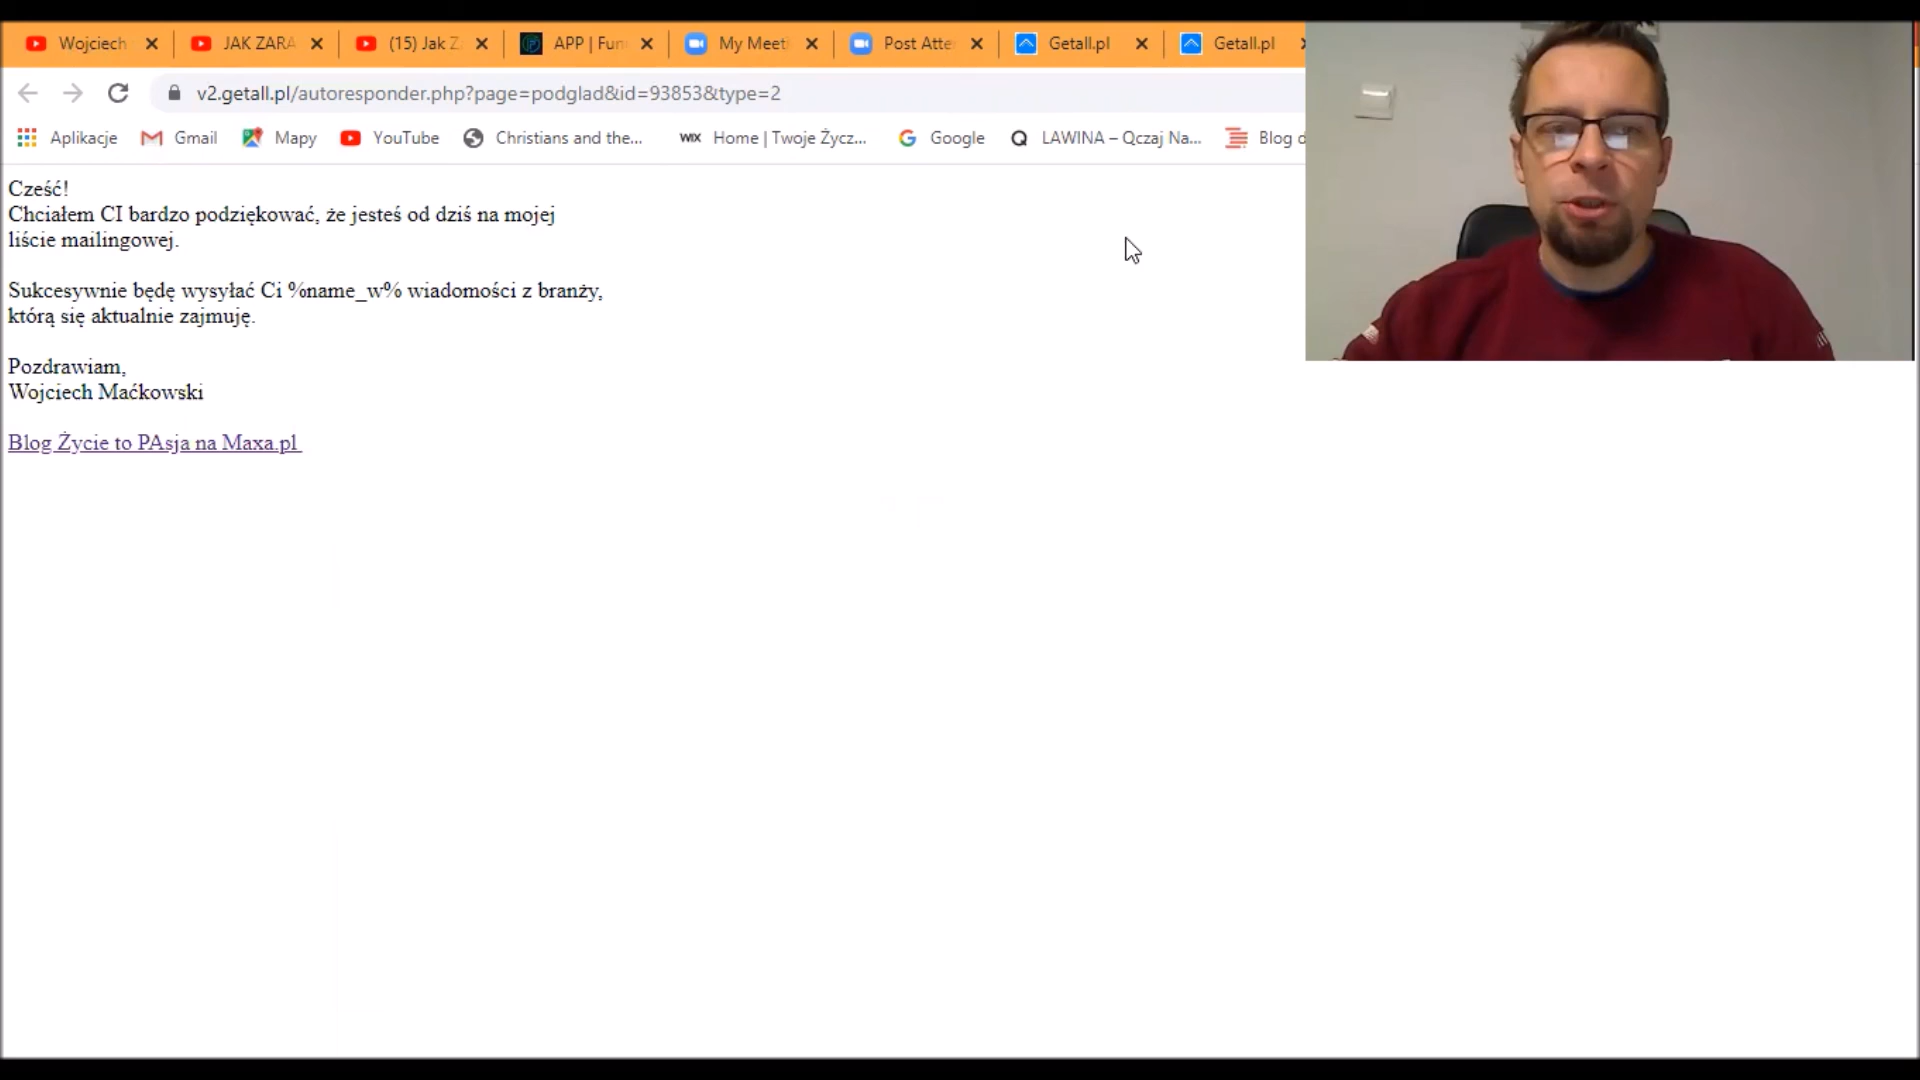 Wojciech
JAK ZARA
(15) Jak Z
APP | Fun
My Meeti
Post Atte
Getall.pl
Getall.pl
v2.getall.pl/autoresponder.php?page=podglad&id=93853&type=2
Aplikacje
Gmail
Mapy
YouTube
Christians and the...
WIX
Home | Twoje Życz...
Google
LAWINA – Qczaj Na...
Blog d
Cześć!
Chciałem CI bardzo podziękować, że jesteś od dziś na mojej
liście mailingowej.
Sukcesywnie będę wysyłać Ci %name_w% wiadomości z branży,
którą się aktualnie zajmuję.
Pozdrawiam,
Wojciech Maćkowski
Blog Życie to PAsja na Maxa.pl